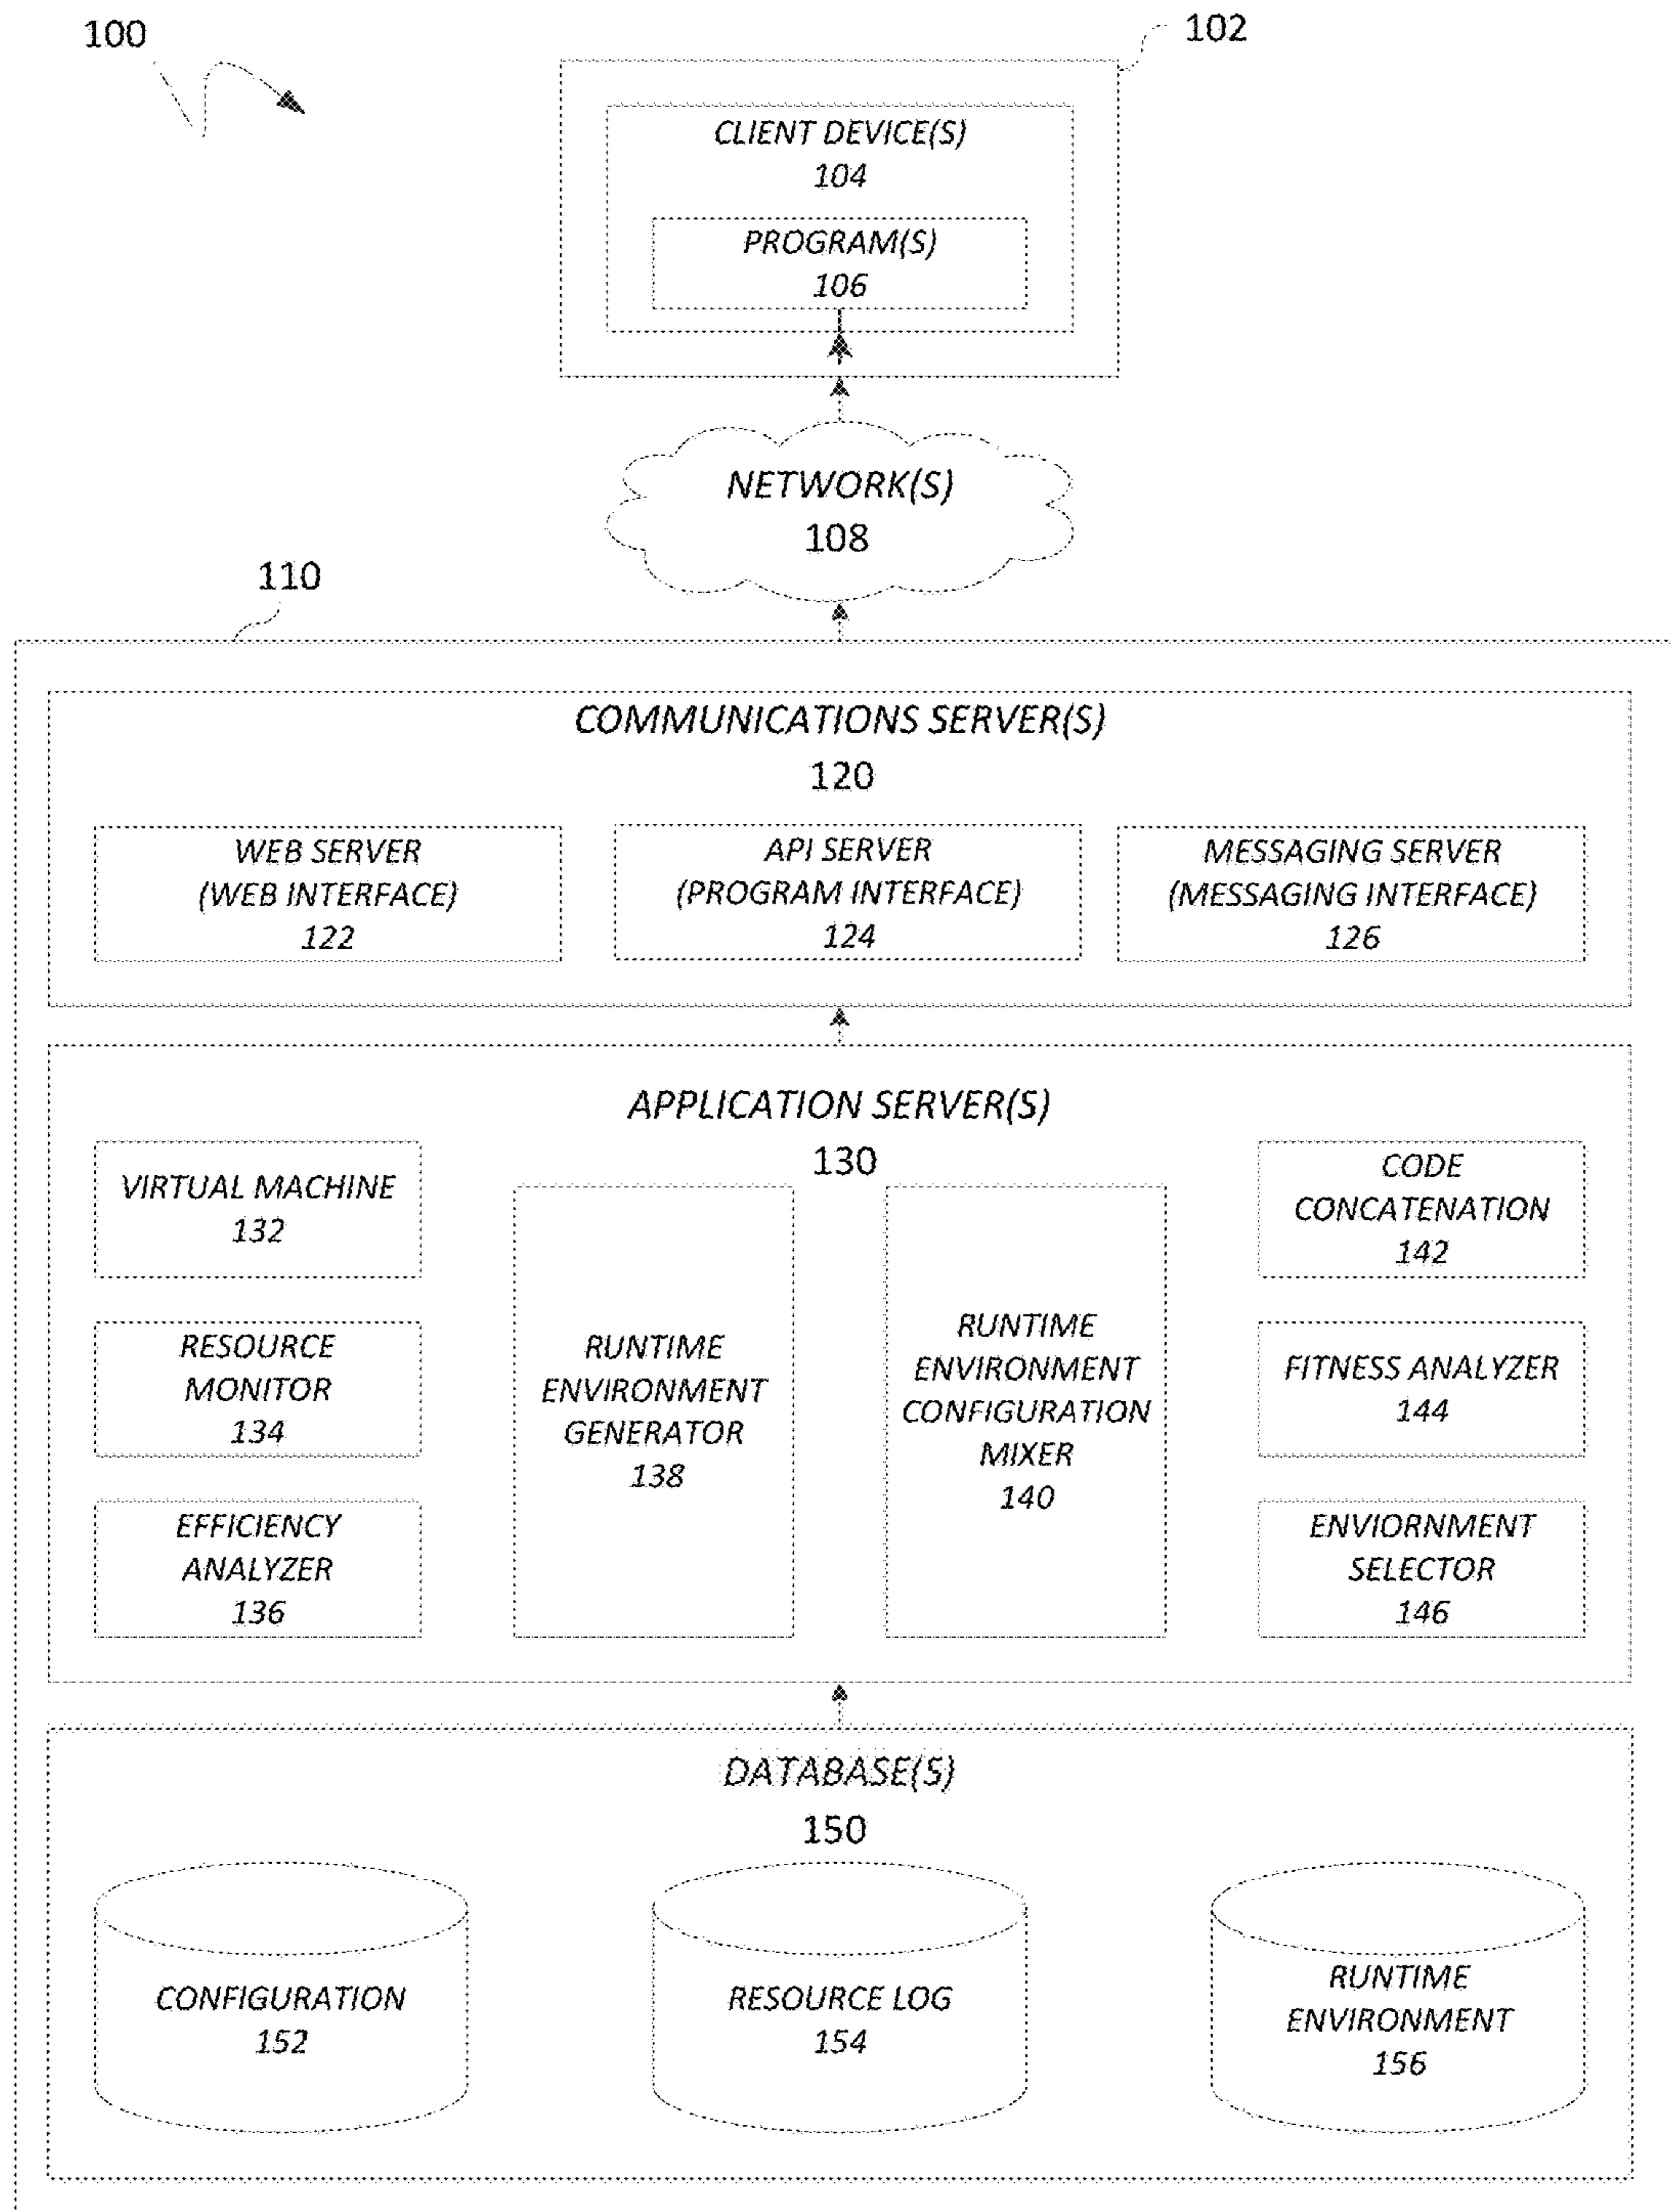 100
102
CLIENT DEVICE(S)
104
PROGRAM(S)
106
NETWORK(S)
108
110
COMMUNICATIONS SERVER(S)
120
WEB SERVER
(WEB INTERFACE)
122
API SERVER
(PROGRAM INTERFACE)
124
MESSAGING SERVER
(MESSAGING INTERFACE)
126
APPLICATION SERVER(S)
130
VIRTUAL MACHINE
132
RESOURCE
MONITOR
134
EFFICIENCY
ANALYZER
136
RUNTIME
ENVIRONMENT
GENERATOR
138
RUNTIME
ENVIRONMENT
CONFIGURATION
MIXER
140
CODE
CONCATENATION
142
FITNESS ANALYZER
144
ENVIORNMENT
SELECTOR
146
DATABASE(S)
150
CONFIGURATION
152
RESOURCE LOG
154
RUNTIME
ENVIRONMENT
156